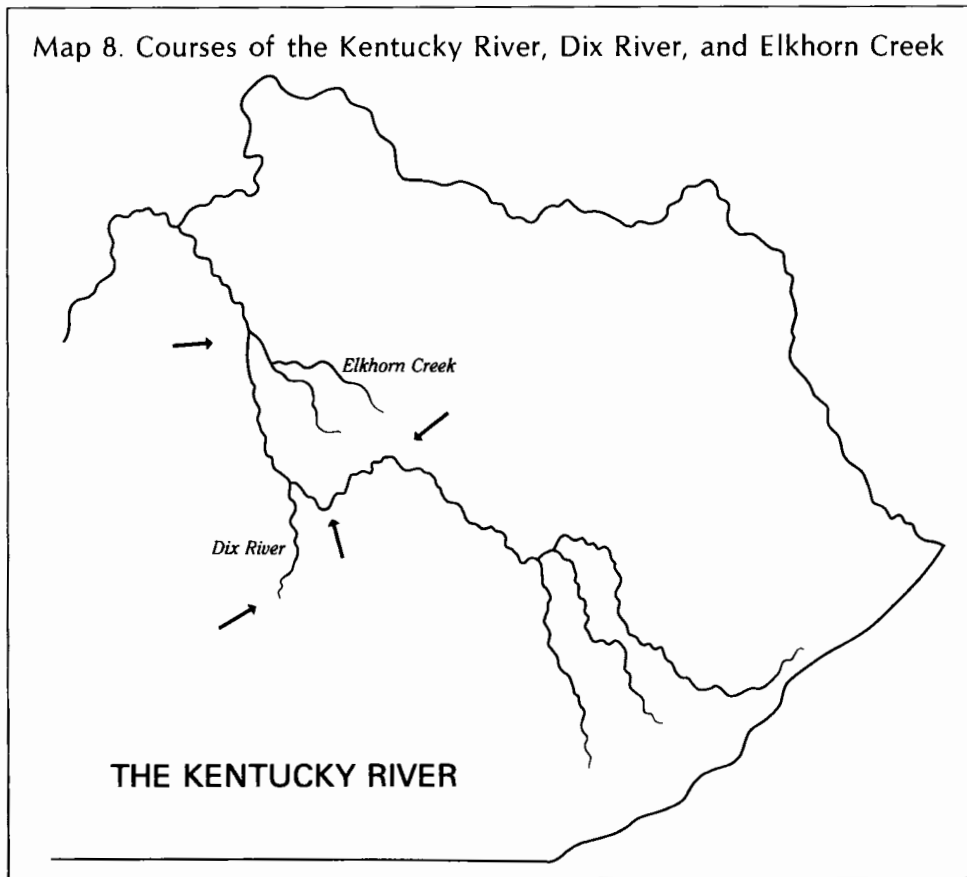 Map 8. Courses of the Kentucky River, Dix River, and Elkhorn Creek
Elkhorn Creek
Dix River
THE KENTUCKY RIVER